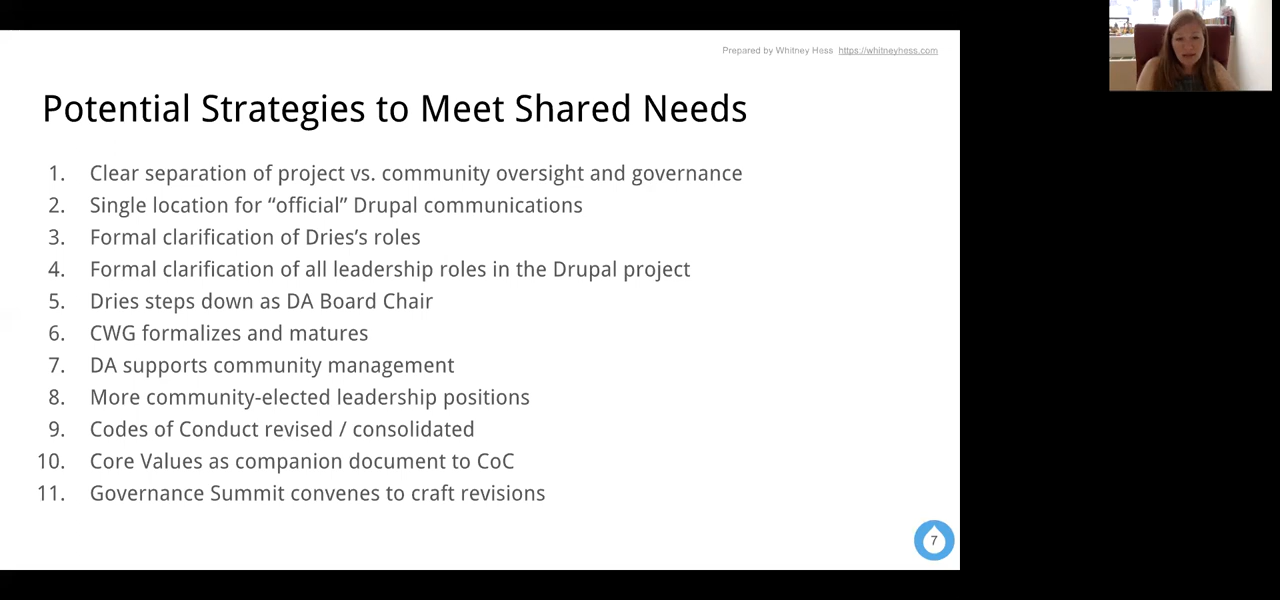 Prepared by Whitney Hess https://whitneyhess.com
Potential Strategies to Meet Shared Needs
1. Clear separation of project vs. community oversight and governance
2. Single location for “official” Drupal communications
3. Formal clarification of Dries’s roles
4. Formal clarification of all leadership roles in the Drupal project
5. Dries steps down as DA Board Chair
6. CWG formalizes and matures
7. DA supports community management
8. More community-elected leadership positions
9. Codes of Conduct revised / consolidated
10. Core Values as companion document to CoC
11. Governance Summit convenes to craft revisions
7